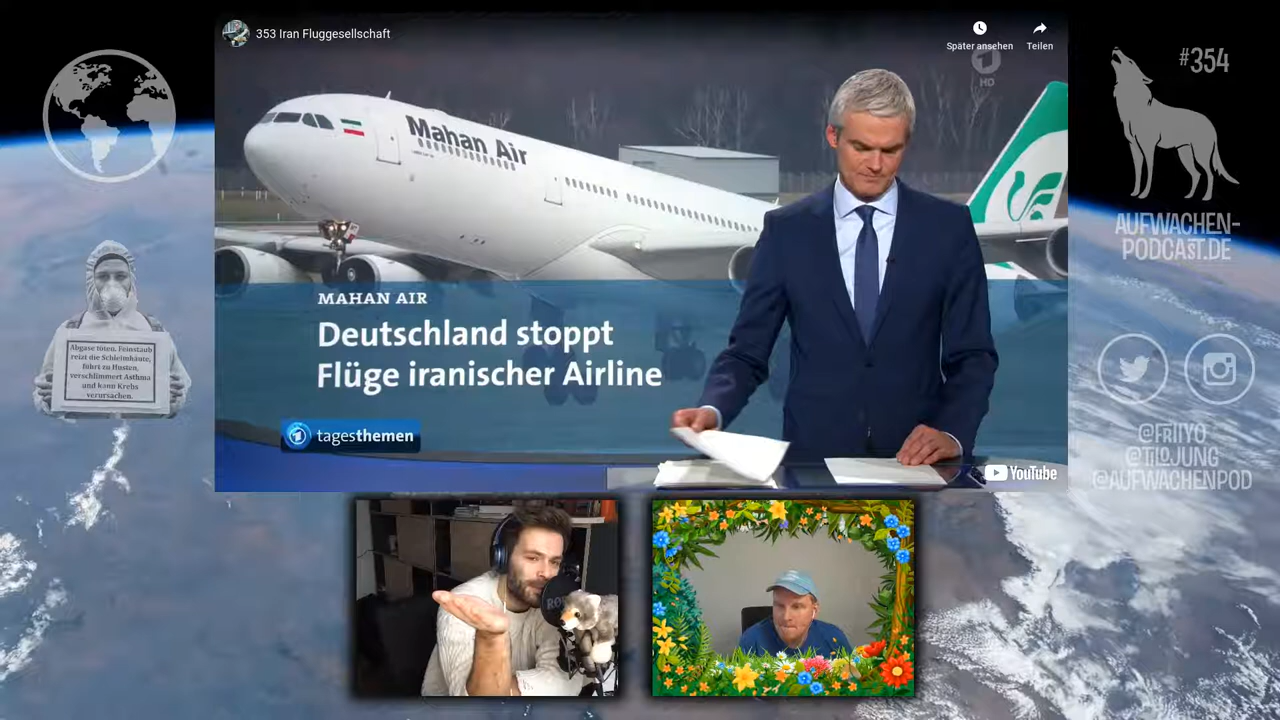 353 Iran Fluggesellschaft
Später ansehen
Teilen
HD
Mahan Air
MAHAN AIR
Deutschland stoppt
Flüge iranischer Airline
tagesthemen
YouTube
#354
AUFWACHEN-
PODCAST.DE
@FRIIYO
@TILOJUNG
@AUFWACHENPOD
Abgase töten. Feinstaub
reizt die Schleimhäute,
führt zu Husten,
verschlimmert Asthma
und kann Krebs
verursachen.